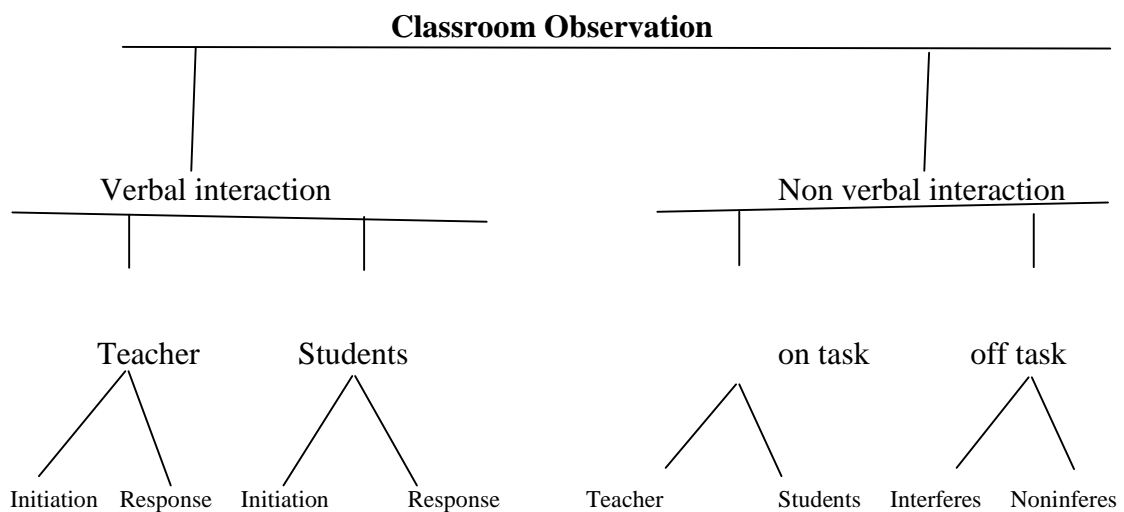 Classroom Observation
Verbal interaction Non verbal interaction
Teacher Students on task off task
Initiation Response Initiation Response Teacher Students Interferes Noninferes